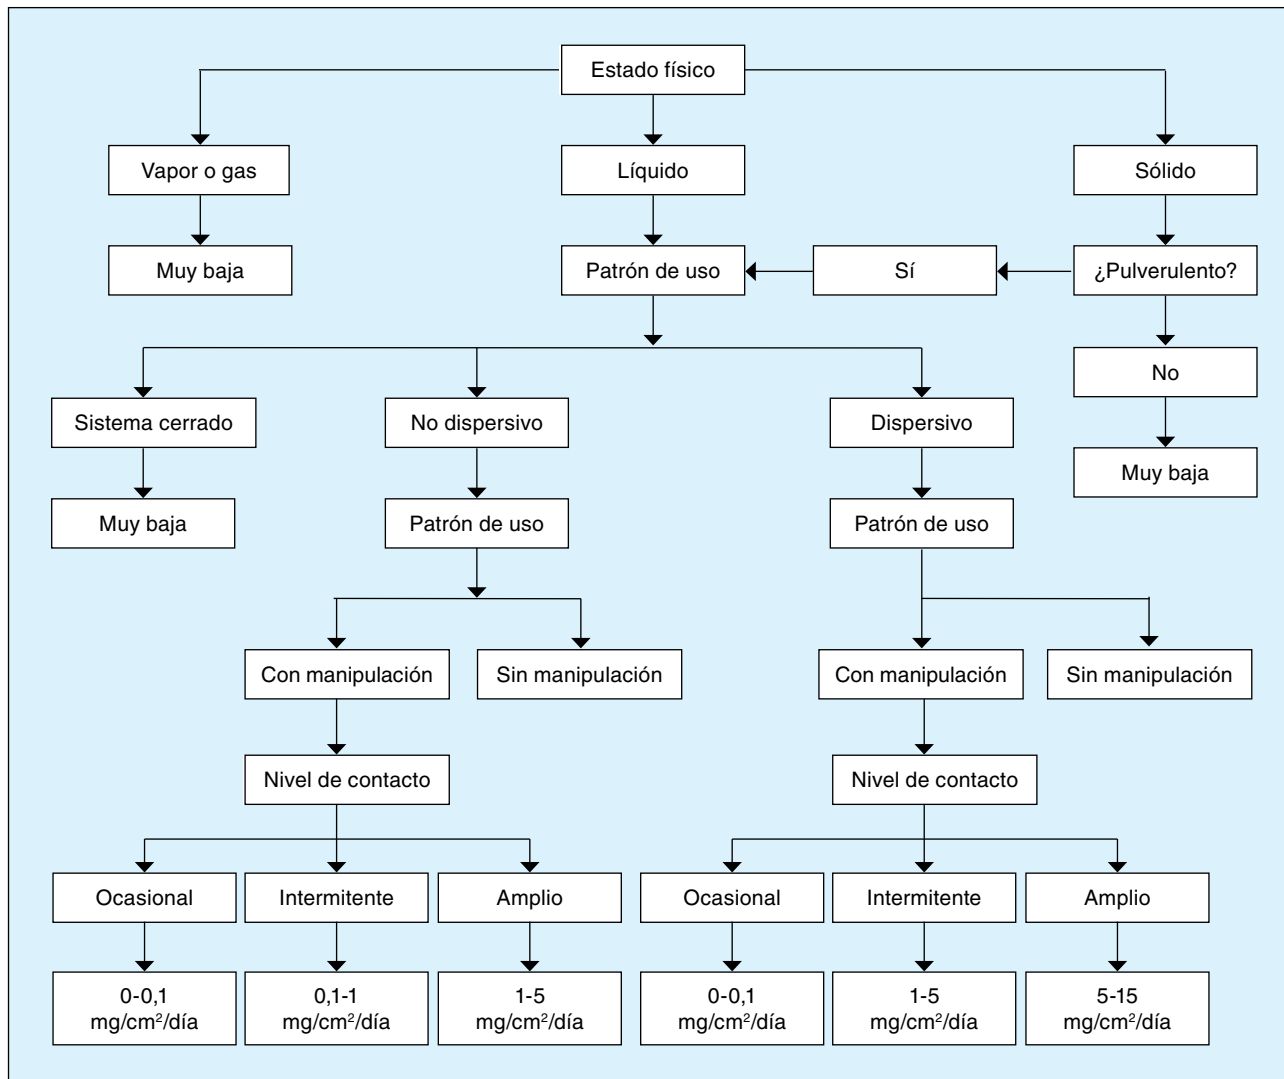 Estado físico
Vapor o gas
Líquido
Sólido
Muy baja
Patrón de uso
Sí
¿Pulverulento?
No
Sistema cerrado
No dispersivo
Dispersivo
Muy baja
Muy baja
Patrón de uso
Patrón de uso
Con manipulación
Sin manipulación
Con manipulación
Sin manipulación
Nivel de contacto
Nivel de contacto
Ocasional
Intermitente
Amplio
Ocasional
Intermitente
Amplio
0-0,1
mg/cm²/día
0,1-1
mg/cm²/día
1-5
mg/cm²/día
0-0,1
mg/cm²/día
1-5
mg/cm²/día
5-15
mg/cm²/día